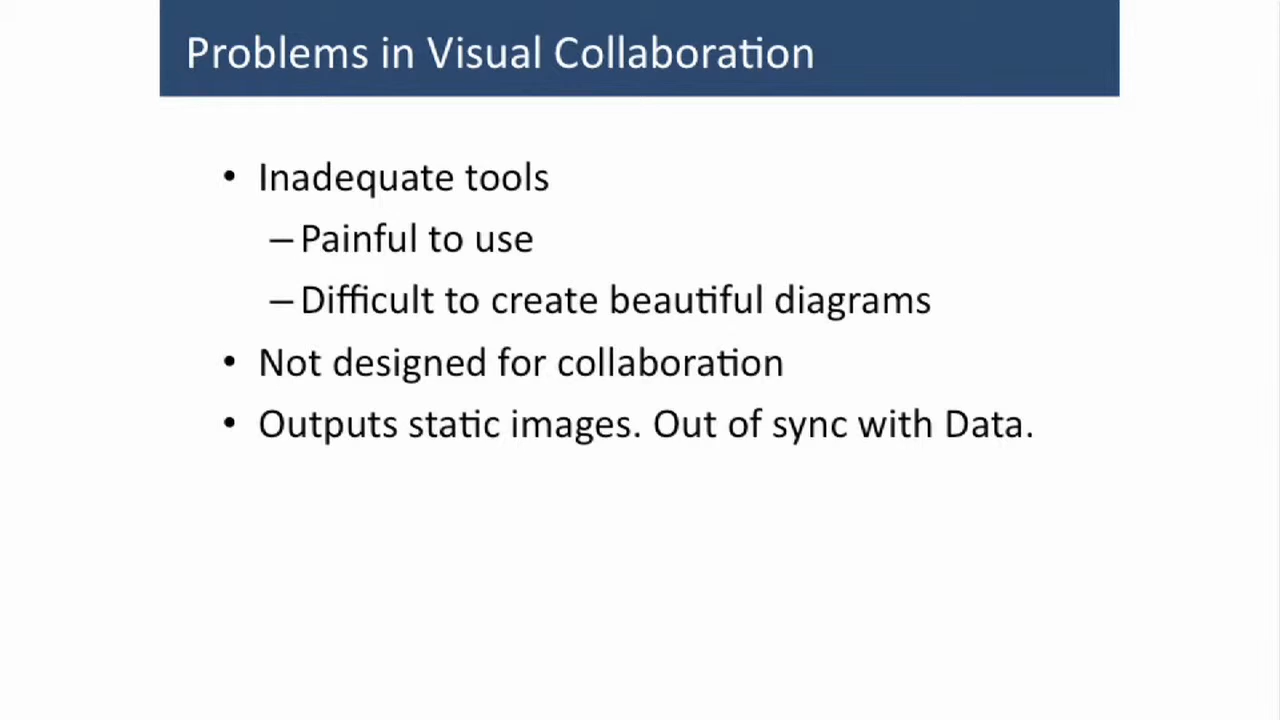 Problems in Visual Collaboration
• Inadequate tools
– Painful to use
– Difficult to create beautiful diagrams
• Not designed for collaboration
• Outputs static images. Out of sync with Data.